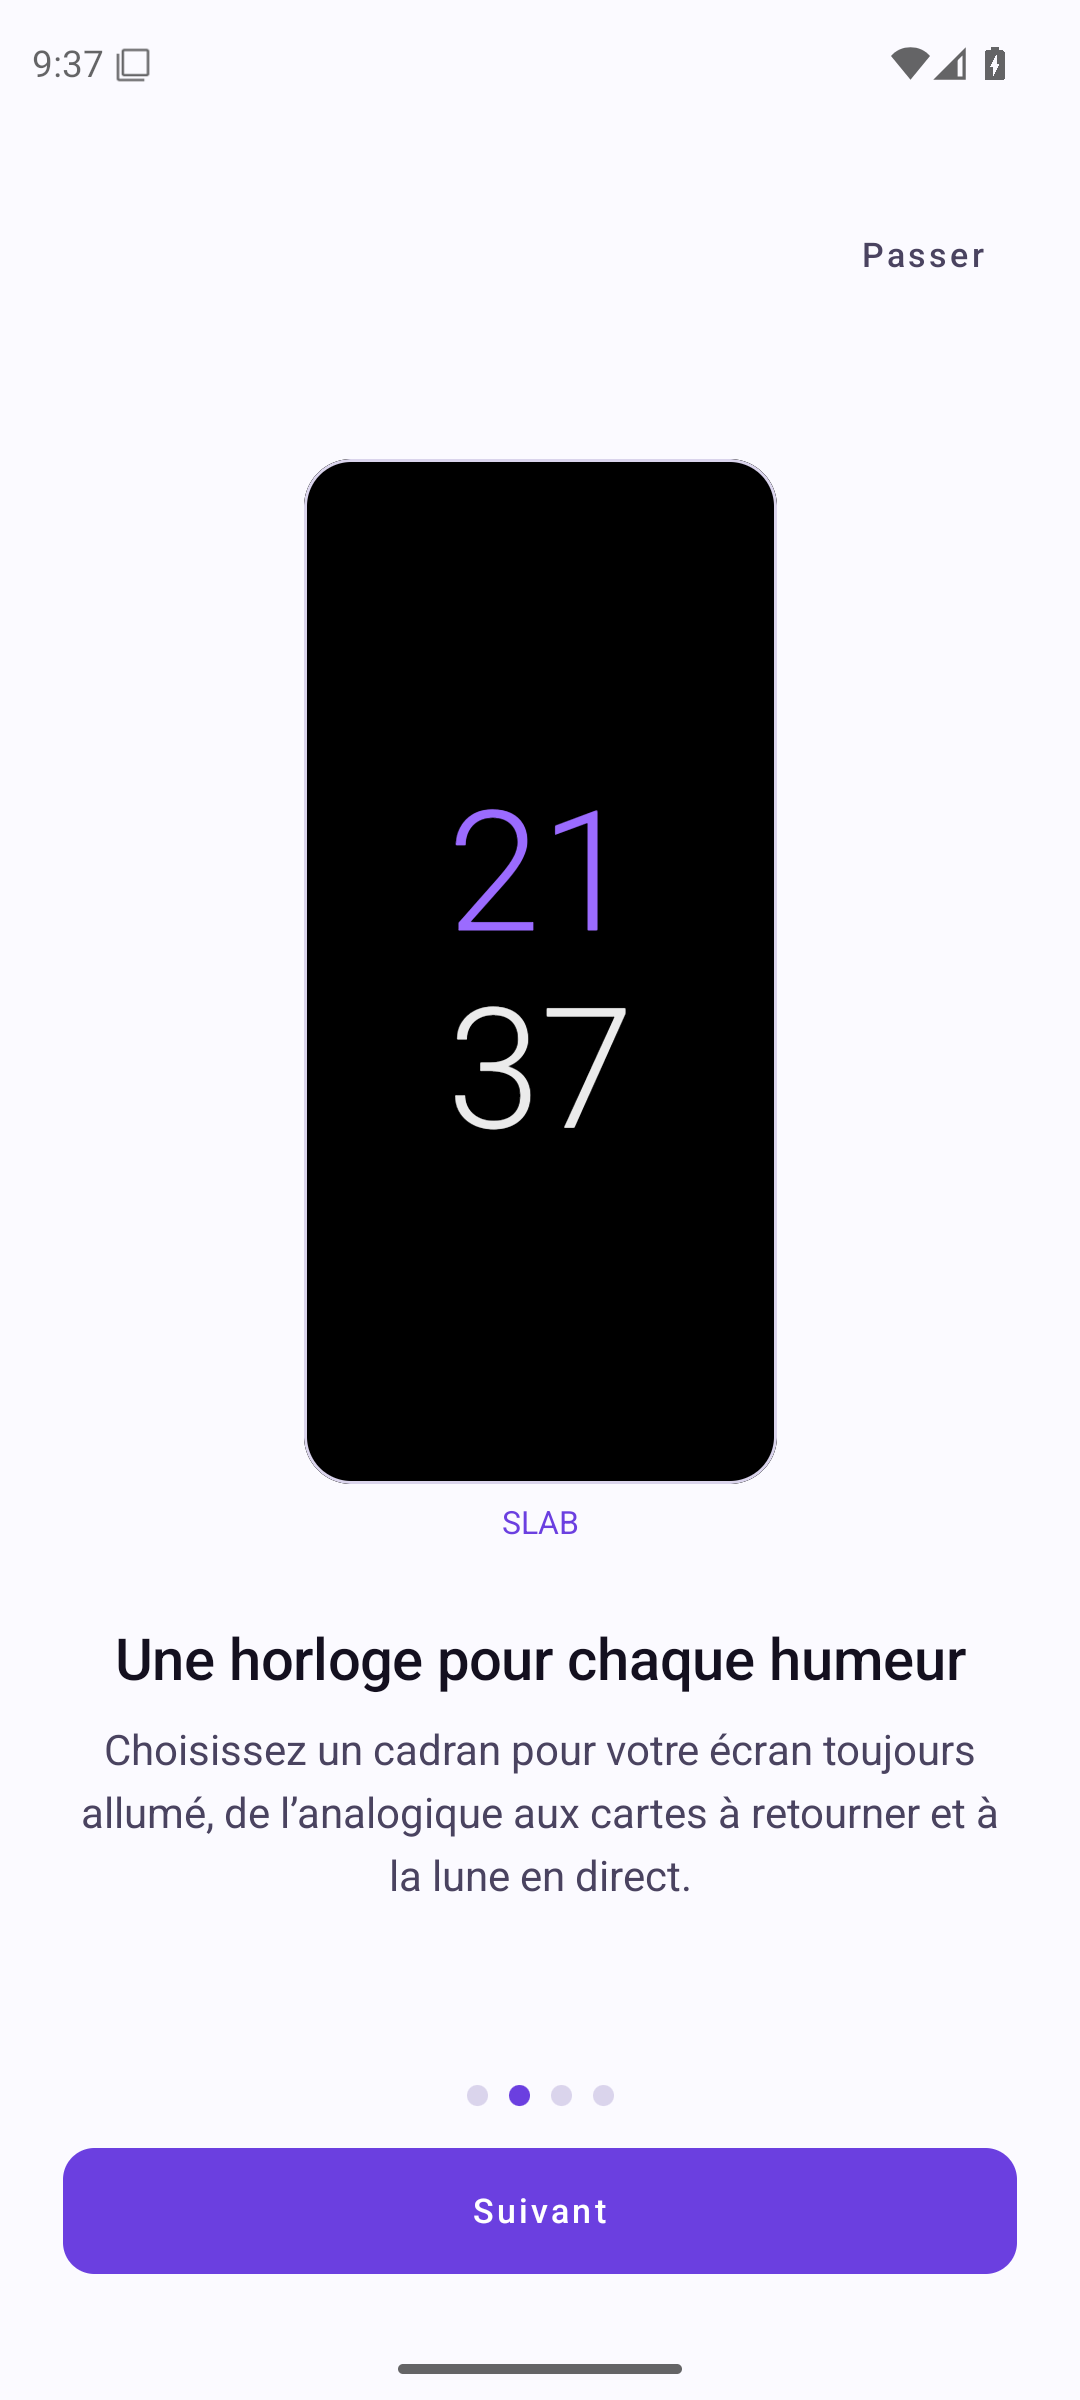 9:37
Passer
21
37
SLAB
Une horloge pour chaque humeur
Choisissez un cadran pour votre écran toujours
allumé, de l’analogique aux cartes à retourner et à
la lune en direct.
Suivant